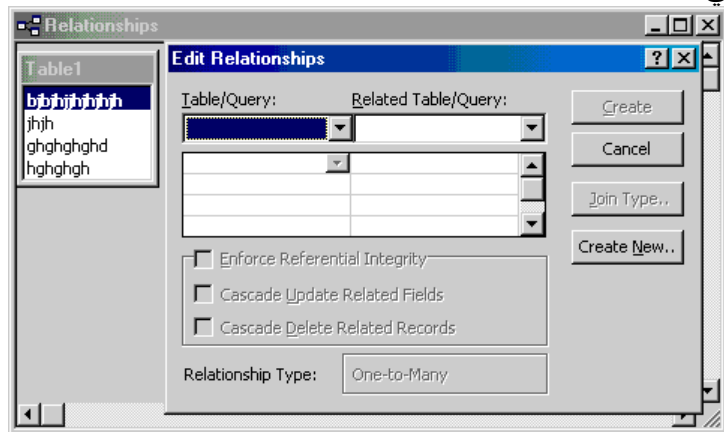 Relationships
Table1
jhjh
ghghghghd
hghghgh
Edit Relationships
Table/Query:
Related Table/Query:
Create
Cancel
Join Type..
Create New..
Enforce Referential Integrity
Cascade Update Related Fields
Cascade Delete Related Records
Relationship Type:
One-to-Many